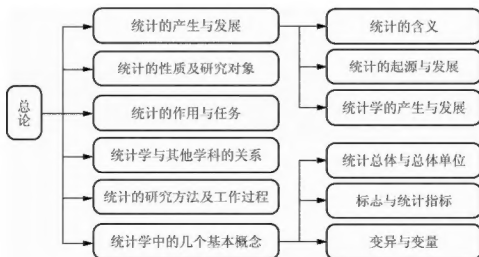 总论
统计的产生与发展
统计的含义
统计的起源与发展
统计学的产生与发展
统计的性质及研究对象
统计的作用与任务
统计学与其他学科的关系
统计的研究方法及工作过程
统计学中的几个基本概念
统计总体与总体单位
标志与统计指标
变异与变量